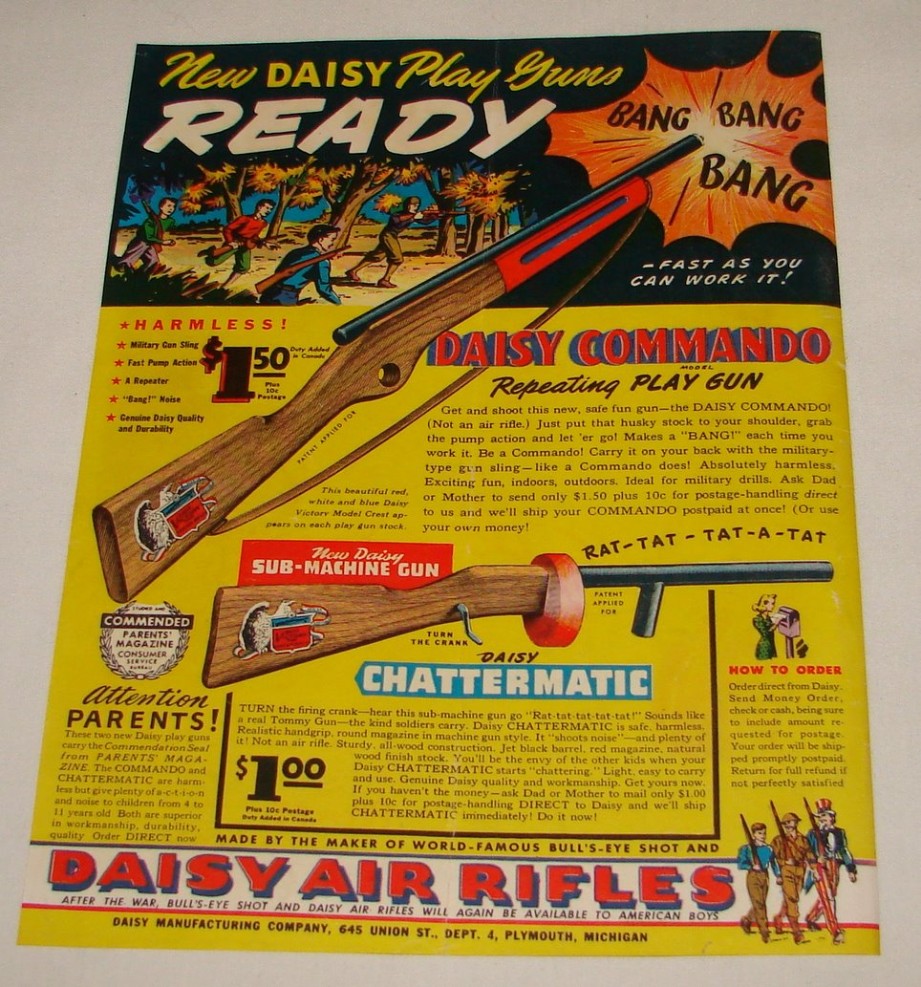 New DAISY Play Guns
READY
BANG BANG
BANG
—FAST AS YOU
CAN WORK IT!
★HARMLESS!
★ Military Gun Sling
★ Fast Pump Action
★ A Repeater
★ "Bang!" Noise
★ Genuine Daisy Quality
and Durability
$1.50
Duty Added
in Canada
Plus
10c
Postage
PATENT APPLIED FOR
DAISY COMMANDO
MODEL
Repeating PLAY GUN
Get and shoot this new, safe fun gun—the DAISY COMMANDO!
(Not an air rifle.) Just put that husky stock to your shoulder, grab
the pump action and let 'er go! Makes a "BANG!" each time you
work it. Be a Commando! Carry it on your back with the military-
type gun sling—like a Commando does! Absolutely harmless.
Exciting fun, indoors, outdoors. Ideal for military drills. Ask Dad
or Mother to send only $1.50 plus 10c for postage-handling direct
to us and we'll ship your COMMANDO postpaid at once! (Or use
your own money!
This beautiful red,
white and blue Daisy
Victory Model Crest ap-
pears on each play gun stock.
New Daisy
SUB-MACHINE GUN
RAT-TAT-TAT-A-TAT
PATENT
APPLIED
FOR
TURN
THE CRANK
DAISY
CHATTERMATIC
STUDIED AND
COMMENDED
PARENTS'
MAGAZINE
CONSUMER
SERVICE
BUREAU
Attention
PARENTS!
These two new Daisy play guns
carry the Commendation Seal
from PARENTS' MAGA-
ZINE. The COMMANDO and
CHATTERMATIC are harm-
less but give plenty of a-c-t-i-o-n
and noise to children from 4 to
11 years old Both are superior
in workmanship, durability,
quality Order DIRECT now
TURN the firing crank—hear this sub-machine gun go "Rat-tat-tat-tat-tat!" Sounds like
a real Tommy Gun—the kind soldiers carry. Daisy CHATTERMATIC is safe, harmless.
Realistic handgrip, round magazine in machine gun style. It "shoots noise"—and plenty of
it! Not an air rifle. Sturdy, all-wood construction. Jet black barrel, red magazine, natural
wood finish stock. You'll be the envy of the other kids when your
Daisy CHATTERMATIC starts "chattering." Light, easy to carry
and use. Genuine Daisy quality and workmanship. Get yours now.
If you haven't the money—ask Dad or Mother to mail only $1.00
plus 10c for postage-handling DIRECT to Daisy and we'll ship
CHATTERMATIC immediately! Do it now!
$1.00
Plus 10c Postage
Duty Added in Canada
HOW TO ORDER
Order direct from Daisy.
Send Money Order,
check or cash, being sure
to include amount re-
quested for postage.
Your order will be ship-
ped promptly postpaid.
Return for full refund if
not perfectly satisfied
MADE BY THE MAKER OF WORLD-FAMOUS BULL'S-EYE SHOT AND
DAISY AIR RIFLES
AFTER THE WAR, BULL'S-EYE SHOT AND DAISY AIR RIFLES WILL AGAIN BE AVAILABLE TO AMERICAN BOYS
DAISY MANUFACTURING COMPANY, 645 UNION ST., DEPT. 4, PLYMOUTH, MICHIGAN